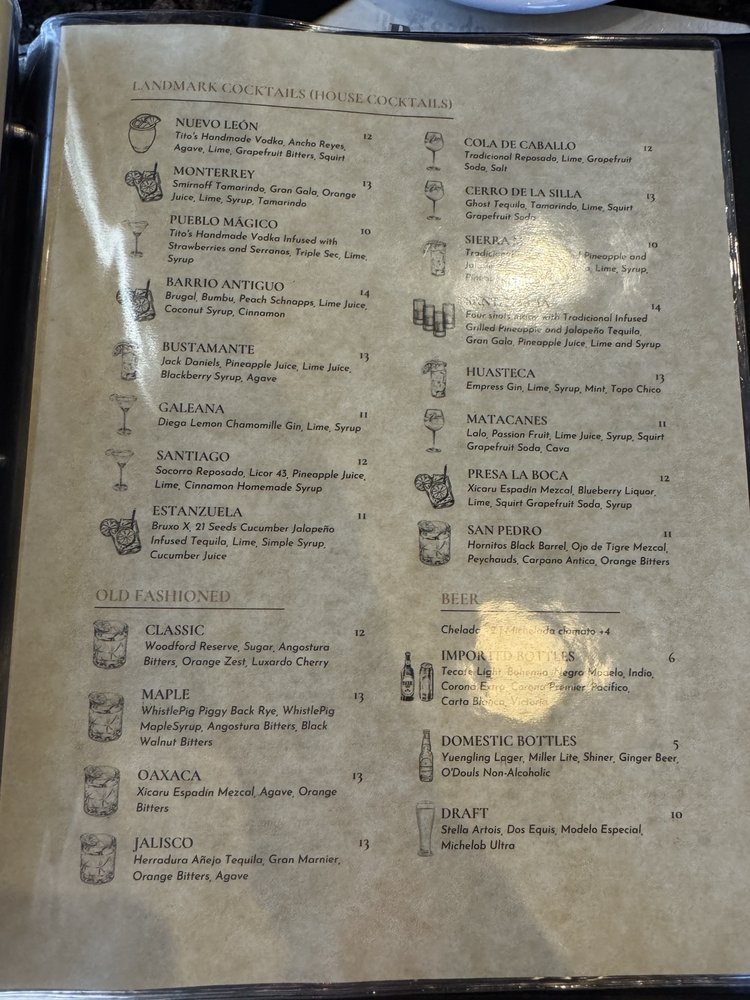 LANDMARK COCKTAILS (HOUSE COCKTAILS)
NUEVO LEÓN
Tito's Handmade Vodka, Ancho Reyes, 12
Agave, Lime, Grapefruit Bitters, Squirt
MONTERREY
Smirnoff Tamarindo, Gran Gala, Orange 13
Juice, Lime, Syrup, Tamarindo
PUEBLO MÁGICO
Tito's Handmade Vodka Infused with 10
Strawberries and Serranos, Triple Sec, Lime,
Syrup
BARRIO ANTIGUO 14
Brugal, Bumbu, Peach Schnapps, Lime Juice,
Coconut Syrup, Cinnamon
BUSTAMANTE 13
Jack Daniels, Pineapple Juice, Lime Juice,
Blackberry Syrup, Agave
GALEANA 11
Diega Lemon Chamomille Gin, Lime, Syrup
SANTIAGO 12
Socorro Reposado, Licor 43, Pineapple Juice,
Lime, Cinnamon Homemade Syrup
ESTANZUELA 11
Bruxo X, 21 Seeds Cucumber Jalapeño
Infused Tequila, Lime, Simple Syrup,
Cucumber Juice
COLA DE CABALLO 12
Tradicional Reposado, Lime, Grapefruit
Soda, Salt
CERRO DE LA SILLA 13
Ghost Tequila, Tamarindo, Lime, Squirt
Grapefruit Soda
SIERRA 10
Pineapple and
Lime, Syrup,
14
Four shots made with Tradicional Infused
Grilled Pineapple and Jalapeño Tequila,
Gran Gala, Pineapple Juice, Lime and Syrup
HUASTECA 13
Empress Gin, Lime, Syrup, Mint, Topo Chico
MATACANES 11
Lalo, Passion Fruit, Lime Juice, Syrup, Squirt
Grapefruit Soda, Cava
PRESA LA BOCA 12
Xicaru Espadín Mezcal, Blueberry Liquor,
Lime, Squirt Grapefruit Soda, Syrup
SAN PEDRO 11
Hornitos Black Barrel, Ojo de Tigre Mezcal,
Peychauds, Carpano Antica, Orange Bitters
OLD FASHIONED
CLASSIC 12
Woodford Reserve, Sugar, Angostura
Bitters, Orange Zest, Luxardo Cherry
MAPLE 13
WhistlePig Piggy Back Rye, WhistlePig
MapleSyrup, Angostura Bitters, Black
Walnut Bitters
OAXACA 13
Xicaru Espadín Mezcal, Agave, Orange
Bitters
JALISCO 13
Herradura Añejo Tequila, Gran Marnier,
Orange Bitters, Agave
BEER
Chelada +2 | Michelada clamato +4
IMPORTED BOTTLES 6
Tecate Light, Bohemia, Negro Modelo, Indio,
Corona Extra, Corona Premier, Pacífico,
Carta Blanca, Victoria
DOMESTIC BOTTLES 5
Yuengling Lager, Miller Lite, Shiner, Ginger Beer,
O'Douls Non-Alcoholic
DRAFT 10
Stella Artois, Dos Equis, Modelo Especial,
Michelob Ultra